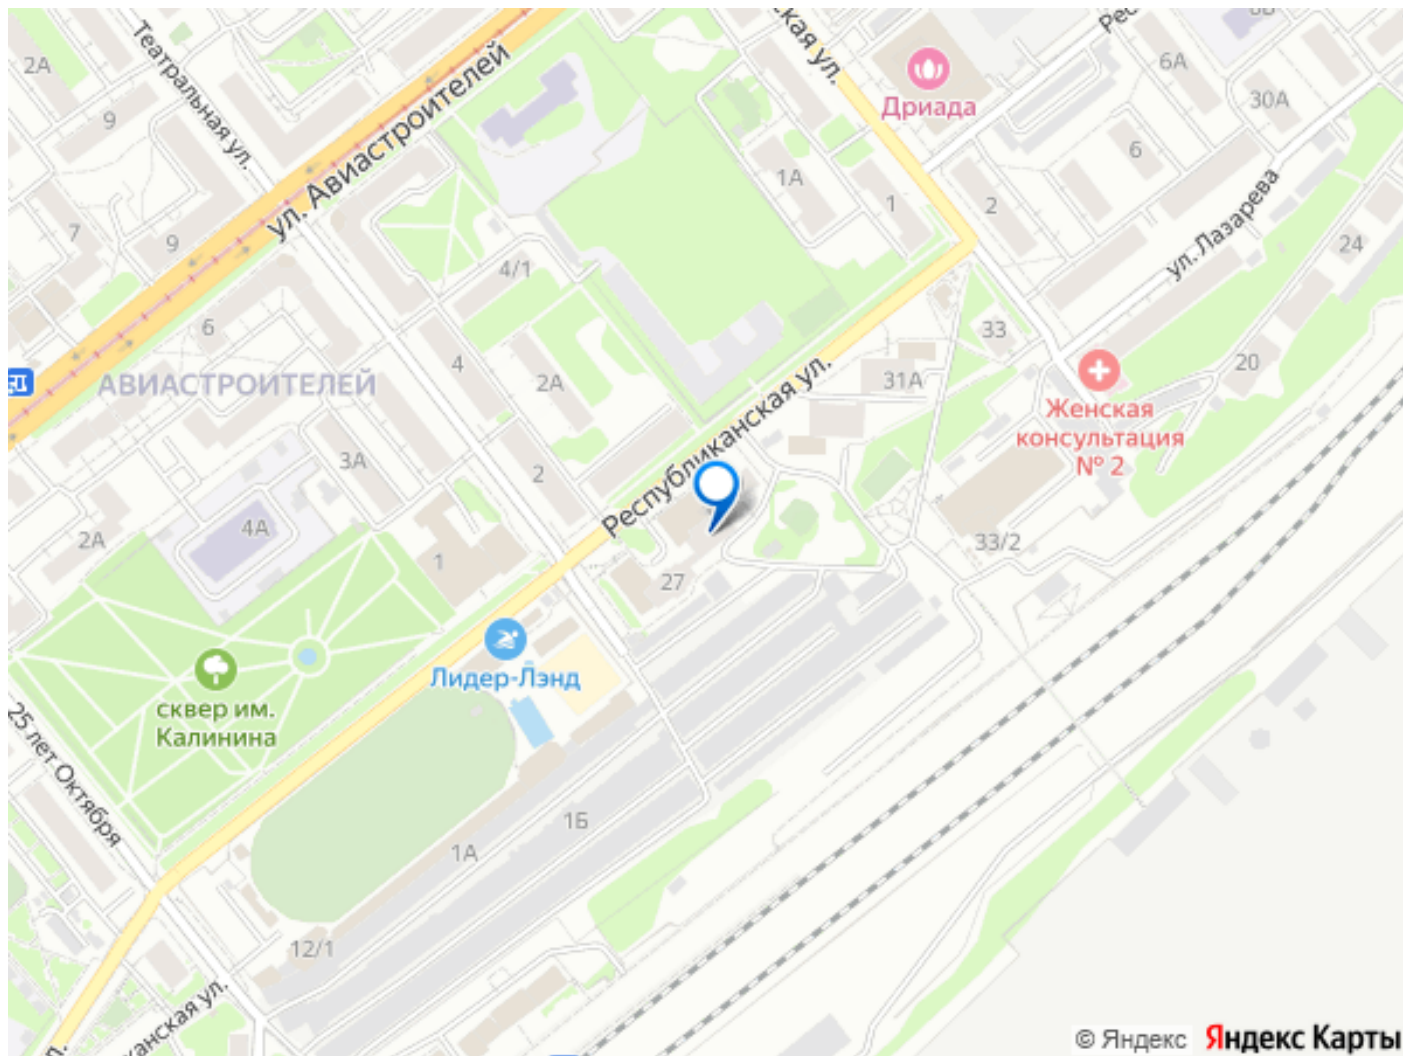 Театральная ул.
ул. Авиастроителей
2А
9
7
9
6
АВИАСТРОИТЕЛЕЙ
4/1
4
2А
2
3А
4А
2А
1
Дриада
6А
30А
6
1А
1
2
ул. Лазарева
24
20
33
31А
Женская
консультация
№ 2
Республиканская ул.
33/2
27
Лидер-Лэнд
сквер им.
Калинина
25 лет Октября
1Б
1А
12/1
© Яндекс
Яндекс Карты